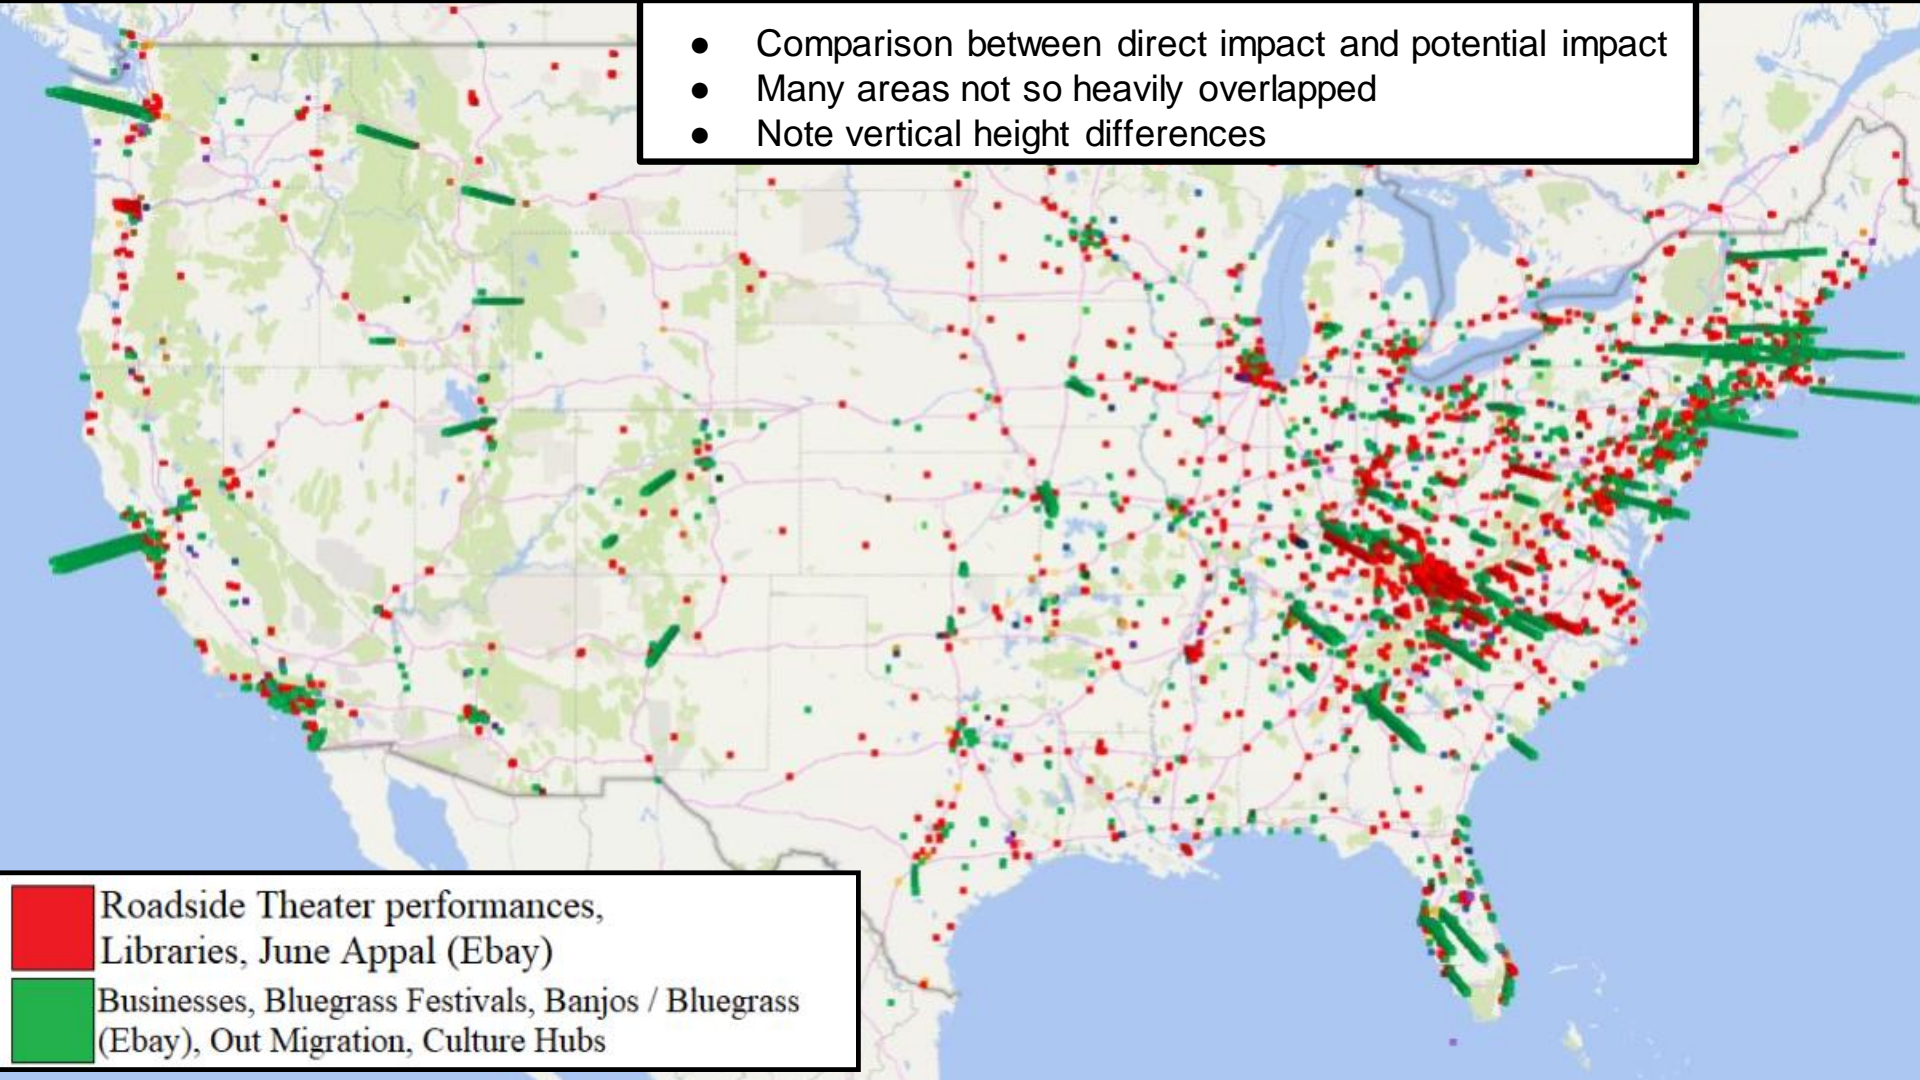 ● Comparison between direct impact and potential impact
● Many areas not so heavily overlapped
● Note vertical height differences
Roadside Theater performances,
Libraries, June Appal (Ebay)
Businesses, Bluegrass Festivals, Banjos / Bluegrass
(Ebay), Out Migration, Culture Hubs